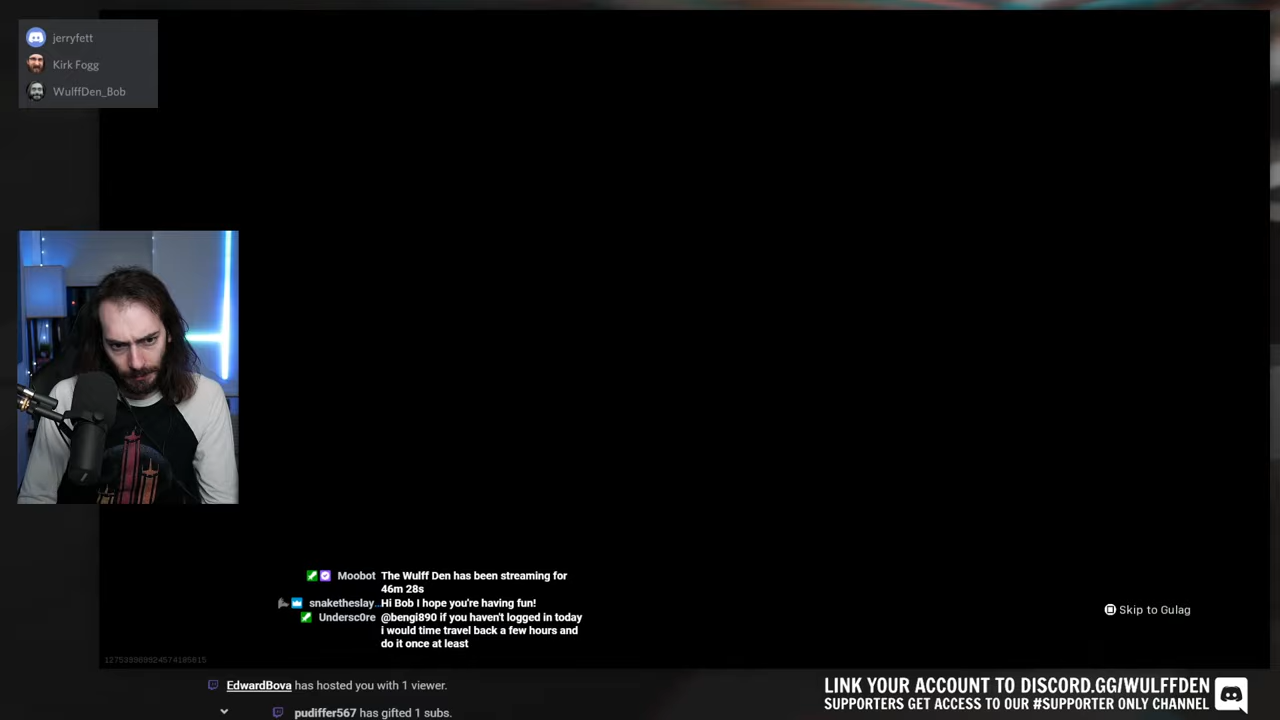 jerryfett
Kirk Fogg
WulffDen_Bob
Moobot The Wulff Den has been streaming for
46m 28s
snaketheslay... Hi Bob I hope you're having fun!
Undersc0re @bengi890 if you haven't logged in today
i would time travel back a few hours and
do it once at least
Skip to Gulag
EdwardBova has hosted you with 1 viewer.
pudiffer567 has gifted 1 subs.
LINK YOUR ACCOUNT TO DISCORD.GG/WULFFDEN
SUPPORTERS GET ACCESS TO OUR #SUPPORTER ONLY CHANNEL